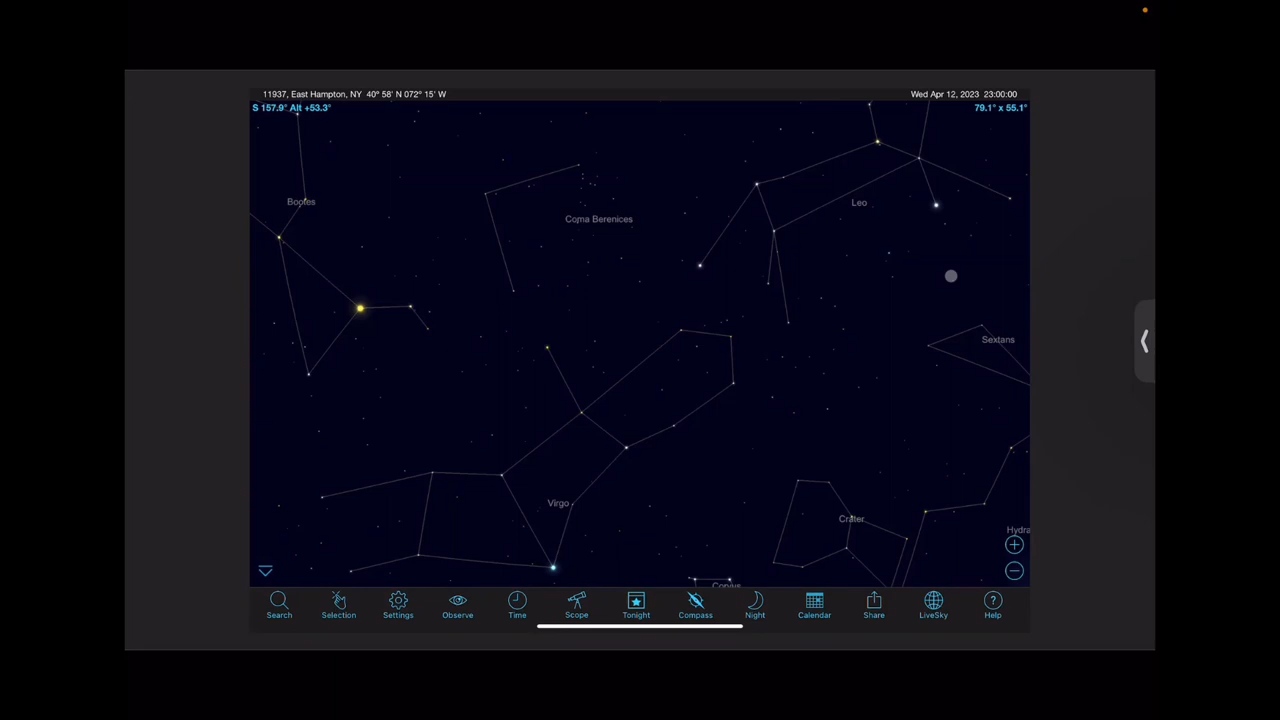 11937, East Hampton, NY 40° 58' N 072° 15' W
Wed Apr 12, 2023 23:00:00
S 157.9° Alt +53.3°
79.1° x 55.1°
Bootes
Leo
Coma Berenices
Sextans
Virgo
Crater
Hydra
Corvus
Search
Selection
Settings
Observe
Time
Scope
Tonight
Compass
Night
Calendar
Share
LiveSky
Help